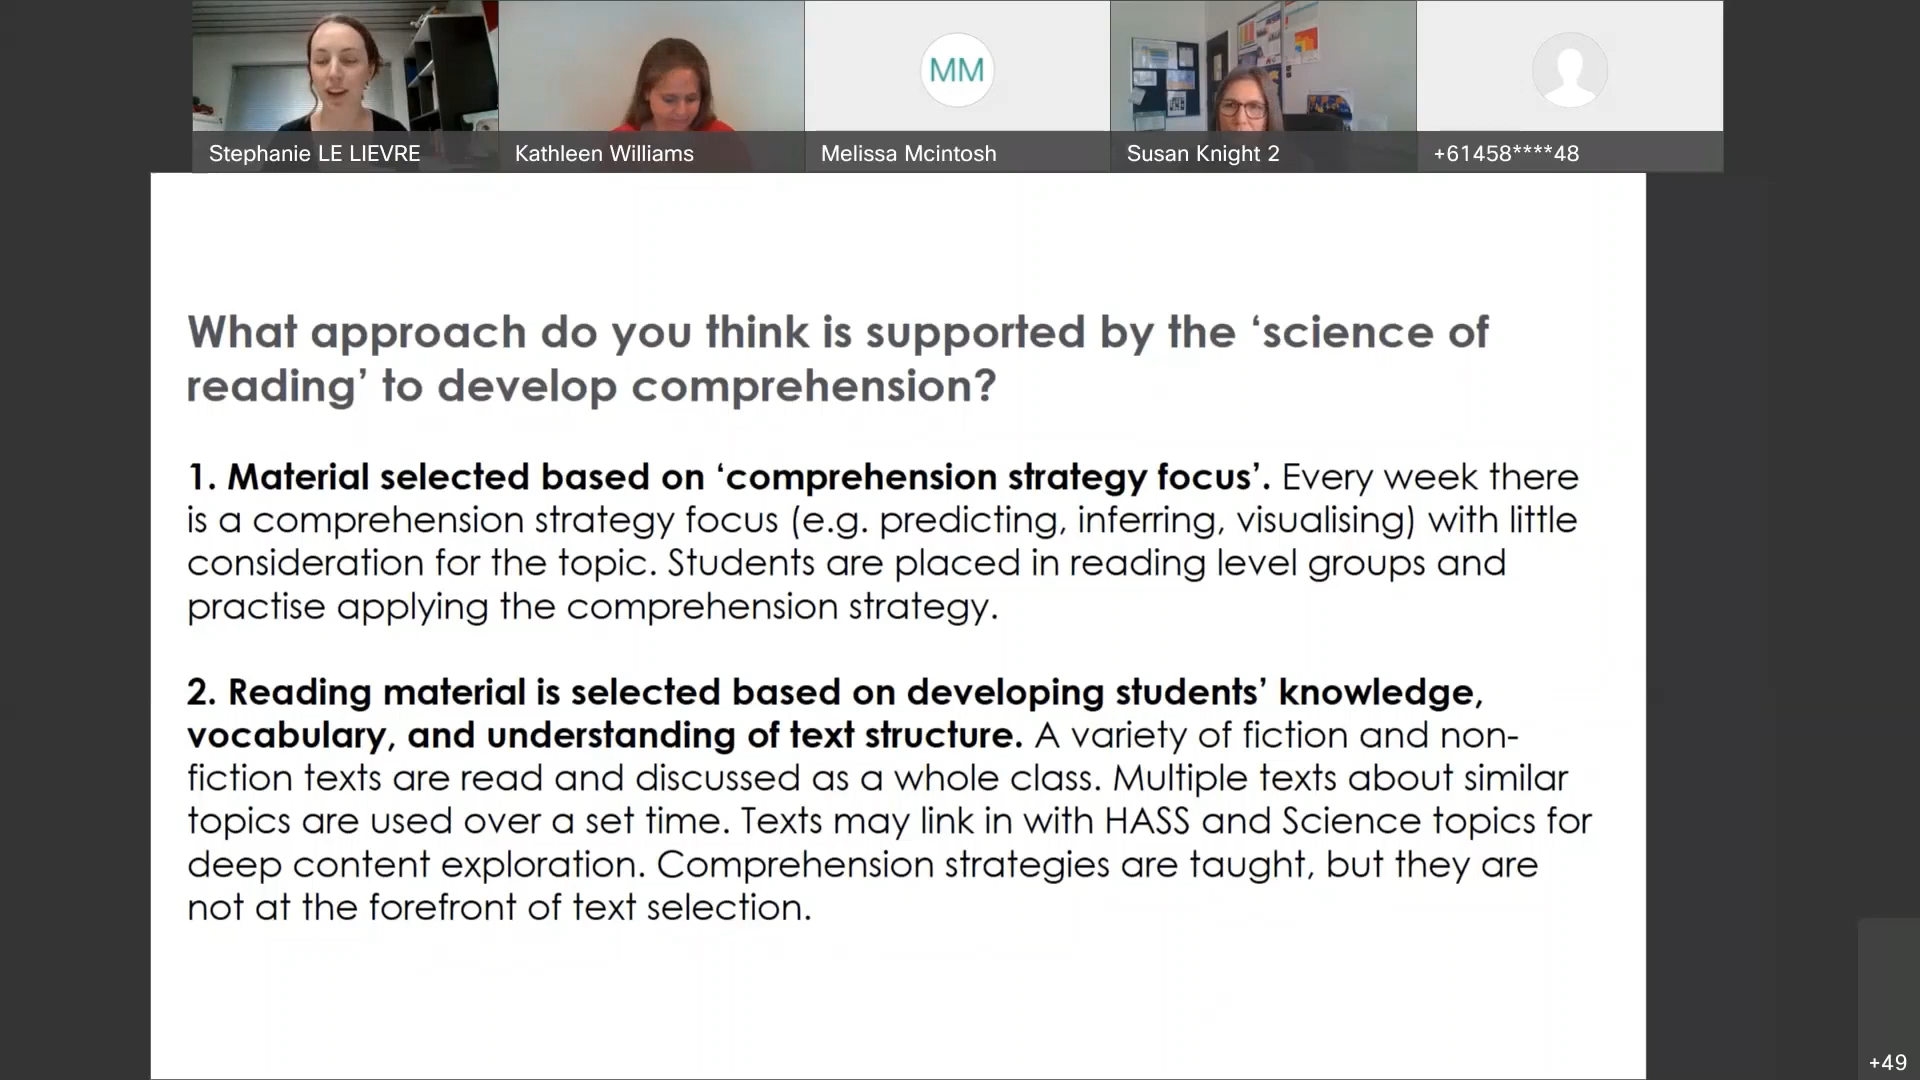 MM
Stephanie LE LIEVRE
Kathleen Williams
Melissa Mcintosh
Susan Knight 2
+61458****48
What approach do you think is supported by the ‘science of
reading’ to develop comprehension?
1. Material selected based on ‘comprehension strategy focus’. Every week there
is a comprehension strategy focus (e.g. predicting, inferring, visualising) with little
consideration for the topic. Students are placed in reading level groups and
practise applying the comprehension strategy.
2. Reading material is selected based on developing students’ knowledge,
vocabulary, and understanding of text structure. A variety of fiction and non-
fiction texts are read and discussed as a whole class. Multiple texts about similar
topics are used over a set time. Texts may link in with HASS and Science topics for
deep content exploration. Comprehension strategies are taught, but they are
not at the forefront of text selection.
+49